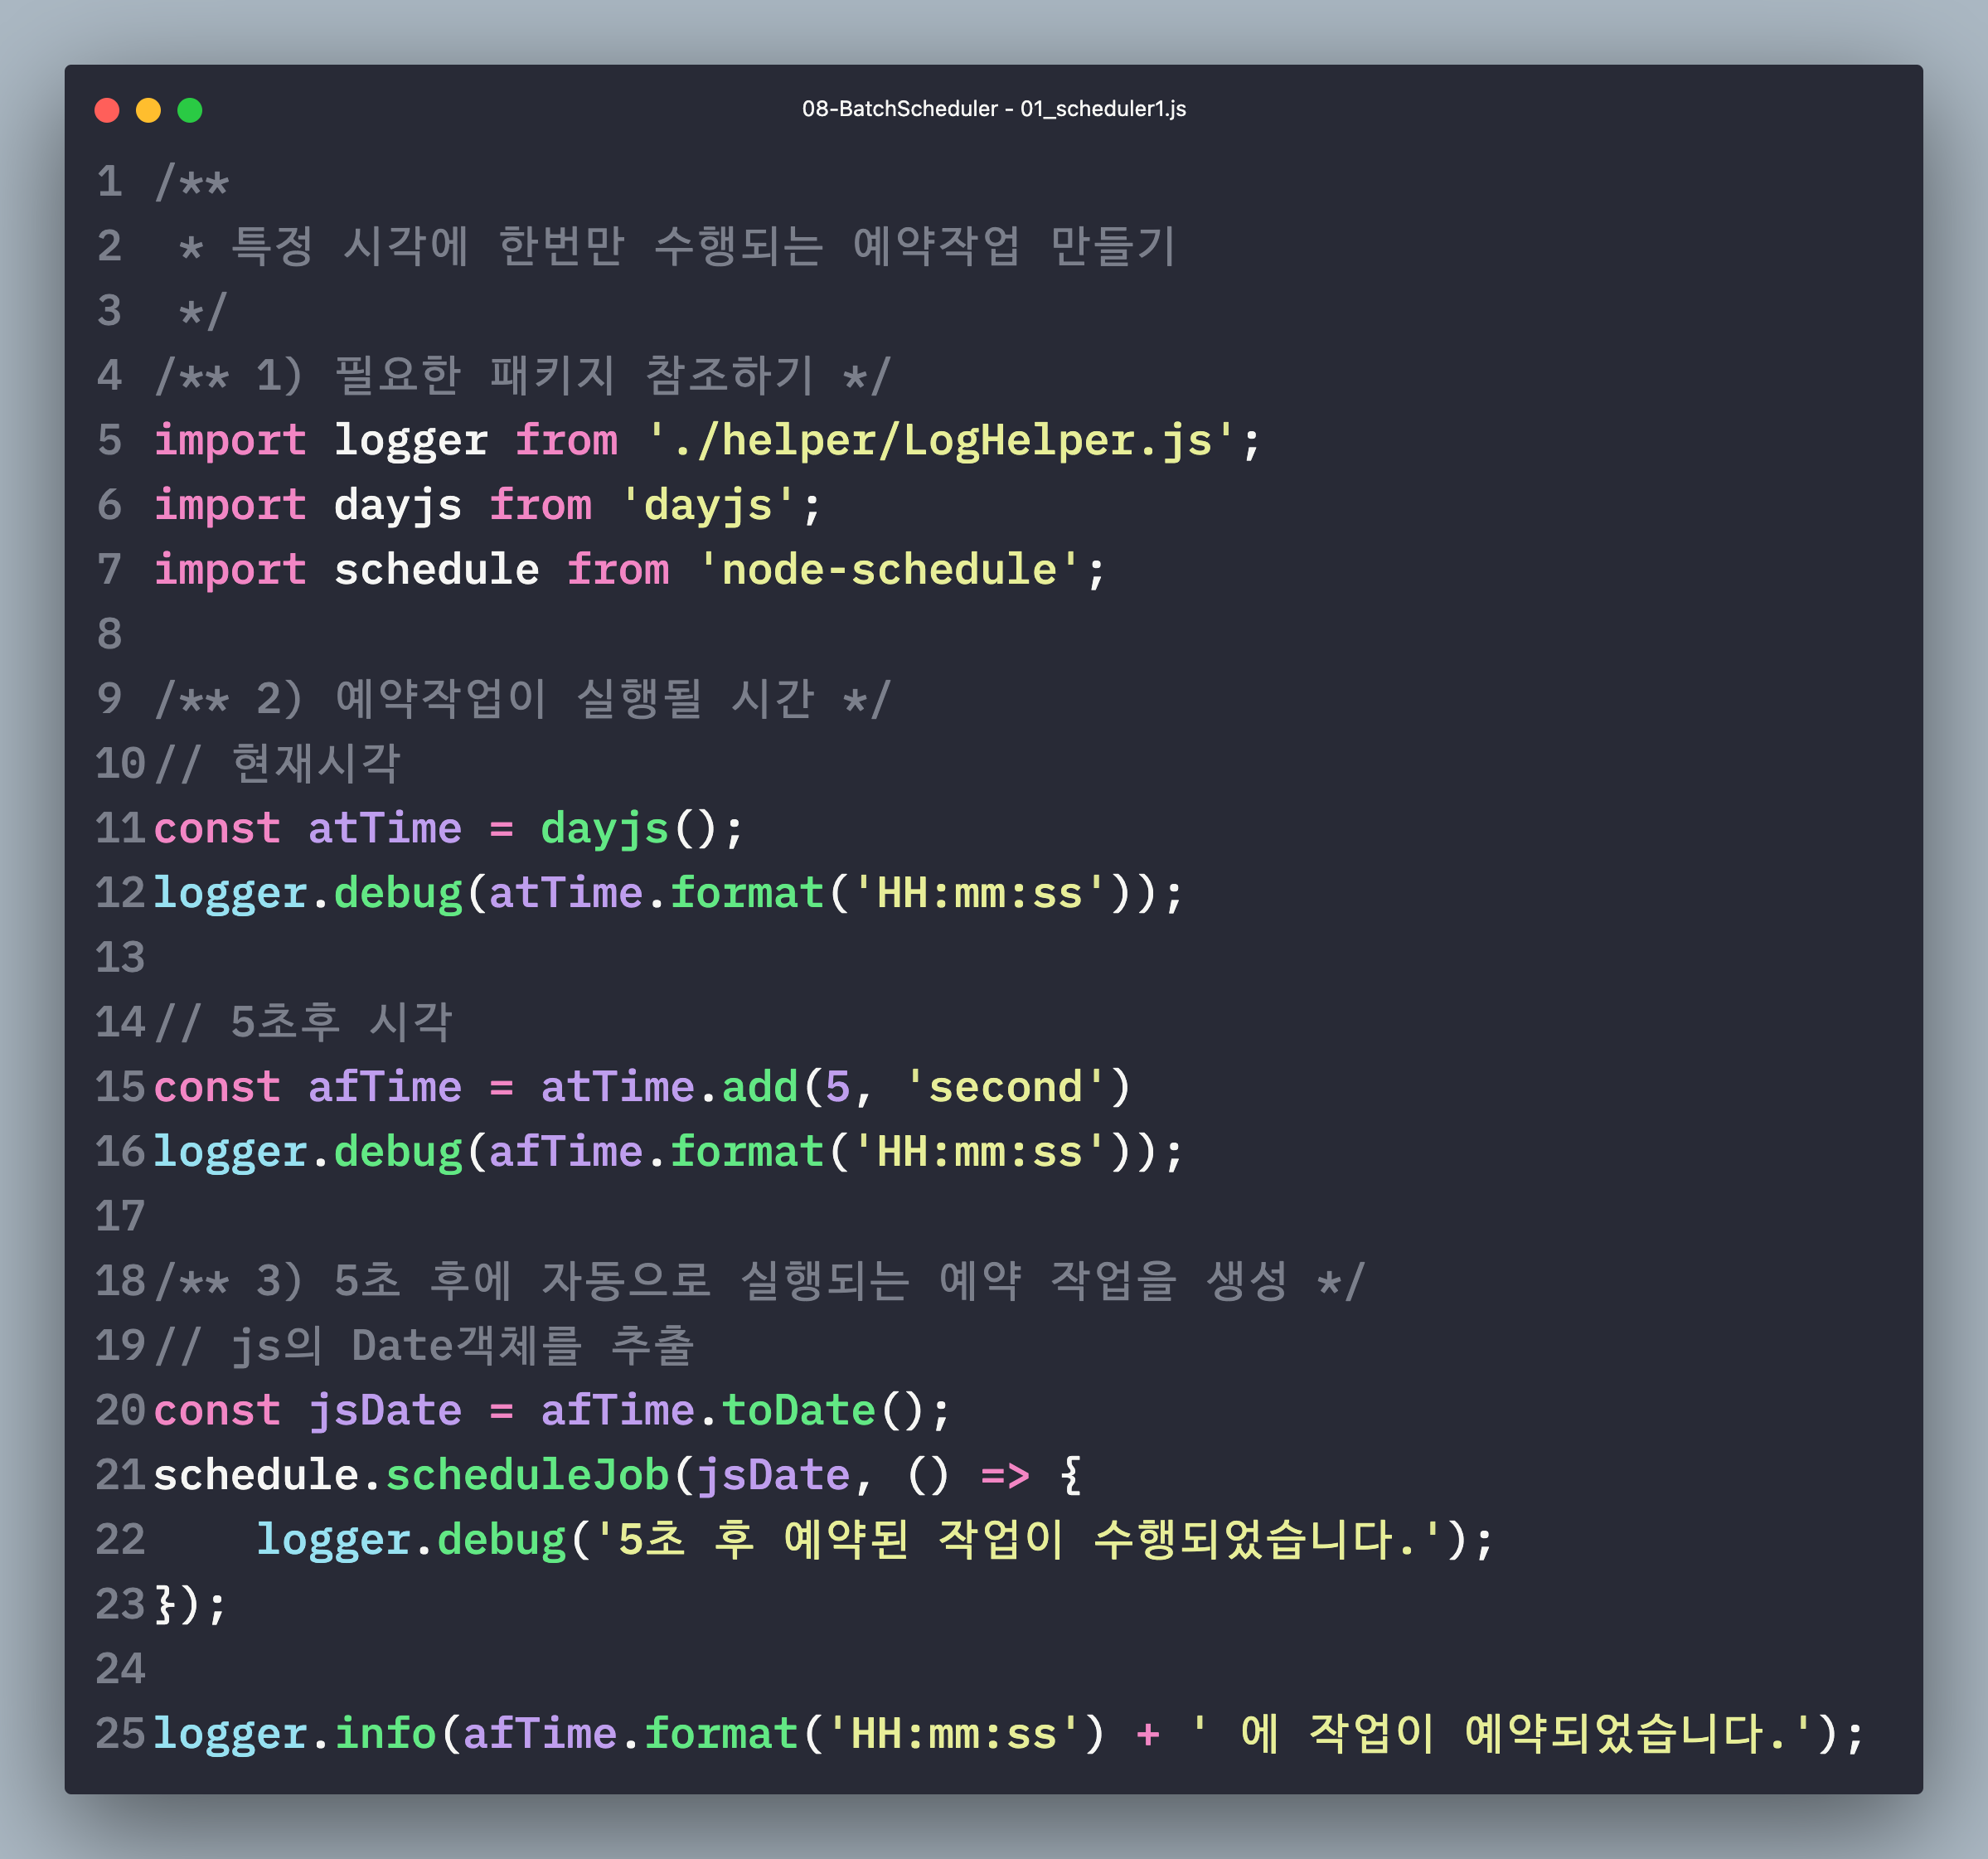 08-BatchScheduler - 01_scheduler1.js
1 /**
2  * 특정 시각에 한번만 수행되는 예약작업 만들기
3  */
4 /** 1) 필요한 패키지 참조하기 */
5 import logger from './helper/LogHelper.js';
6 import dayjs from 'dayjs';
7 import schedule from 'node-schedule';
8
9 /** 2) 예약작업이 실행될 시간 */
10 // 현재시각
11 const atTime = dayjs();
12 logger.debug(atTime.format('HH:mm:ss'));
13
14 // 5초후 시각
15 const afTime = atTime.add(5, 'second')
16 logger.debug(afTime.format('HH:mm:ss'));
17
18 /** 3) 5초 후에 자동으로 실행되는 예약 작업을 생성 */
19 // js의 Date객체를 추출
20 const jsDate = afTime.toDate();
21 schedule.scheduleJob(jsDate, () => {
22     logger.debug('5초 후 예약된 작업이 수행되었습니다.');
23 });
24
25 logger.info(afTime.format('HH:mm:ss') + ' 에 작업이 예약되었습니다.');